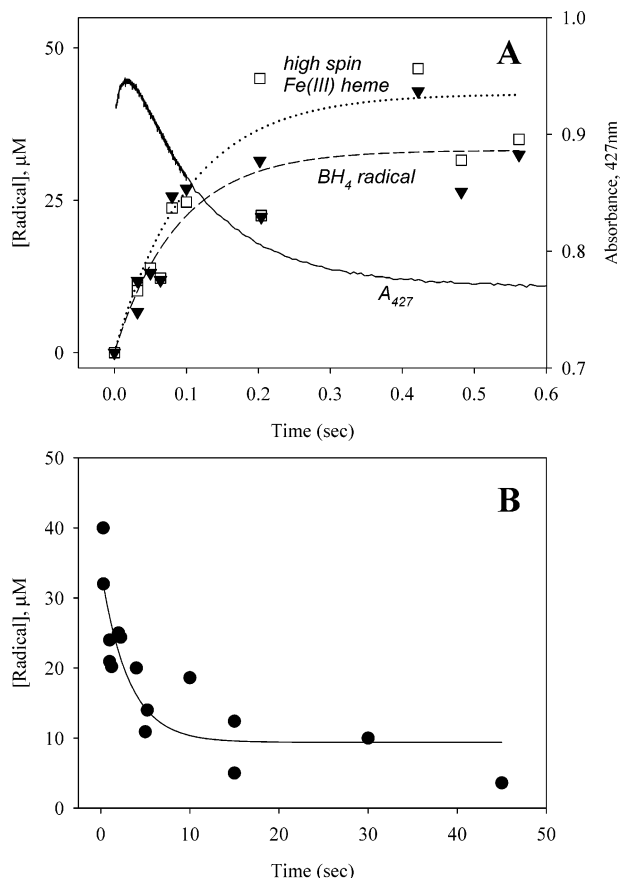 1.0
50
A
high spin
Fe(III) heme
0.9
[Radical], µM
25
BH4 radical
Absorbance, 427nm
0.8
A427
0
0.7
0.0 0.1 0.2 0.3 0.4 0.5 0.6
Time (sec)
50
B
40
[Radical], µM
30
20
10
0
0 10 20 30 40 50
Time (sec)